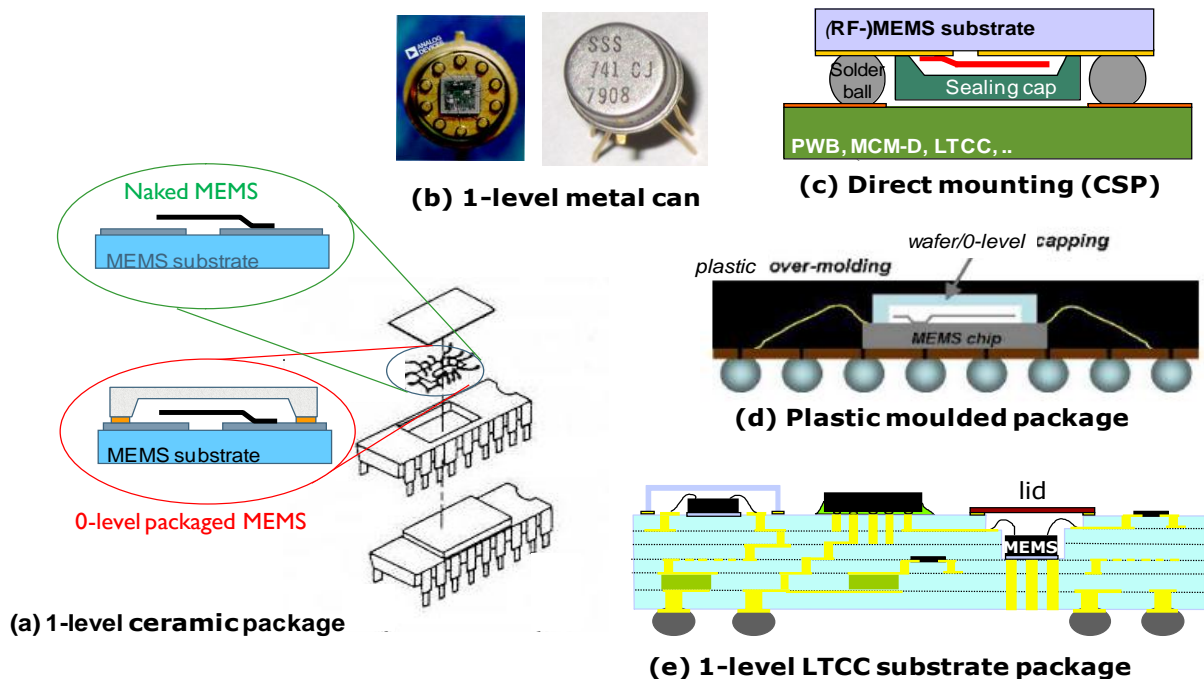 Naked MEMS
MEMS substrate
MEMS substrate
0-level packaged MEMS
(a) 1-level ceramic package
ANALOG
DEVICES
SSS
741 CJ
7908
(b) 1-level metal can
(RF-)MEMS substrate
Solder
ball
Sealing cap
PWB, MCM-D, LTCC, ..
(c) Direct mounting (CSP)
wafer/0-level capping
plastic over-molding
MEMS chip
(d) Plastic moulded package
lid
MEMS
(e) 1-level LTCC substrate package